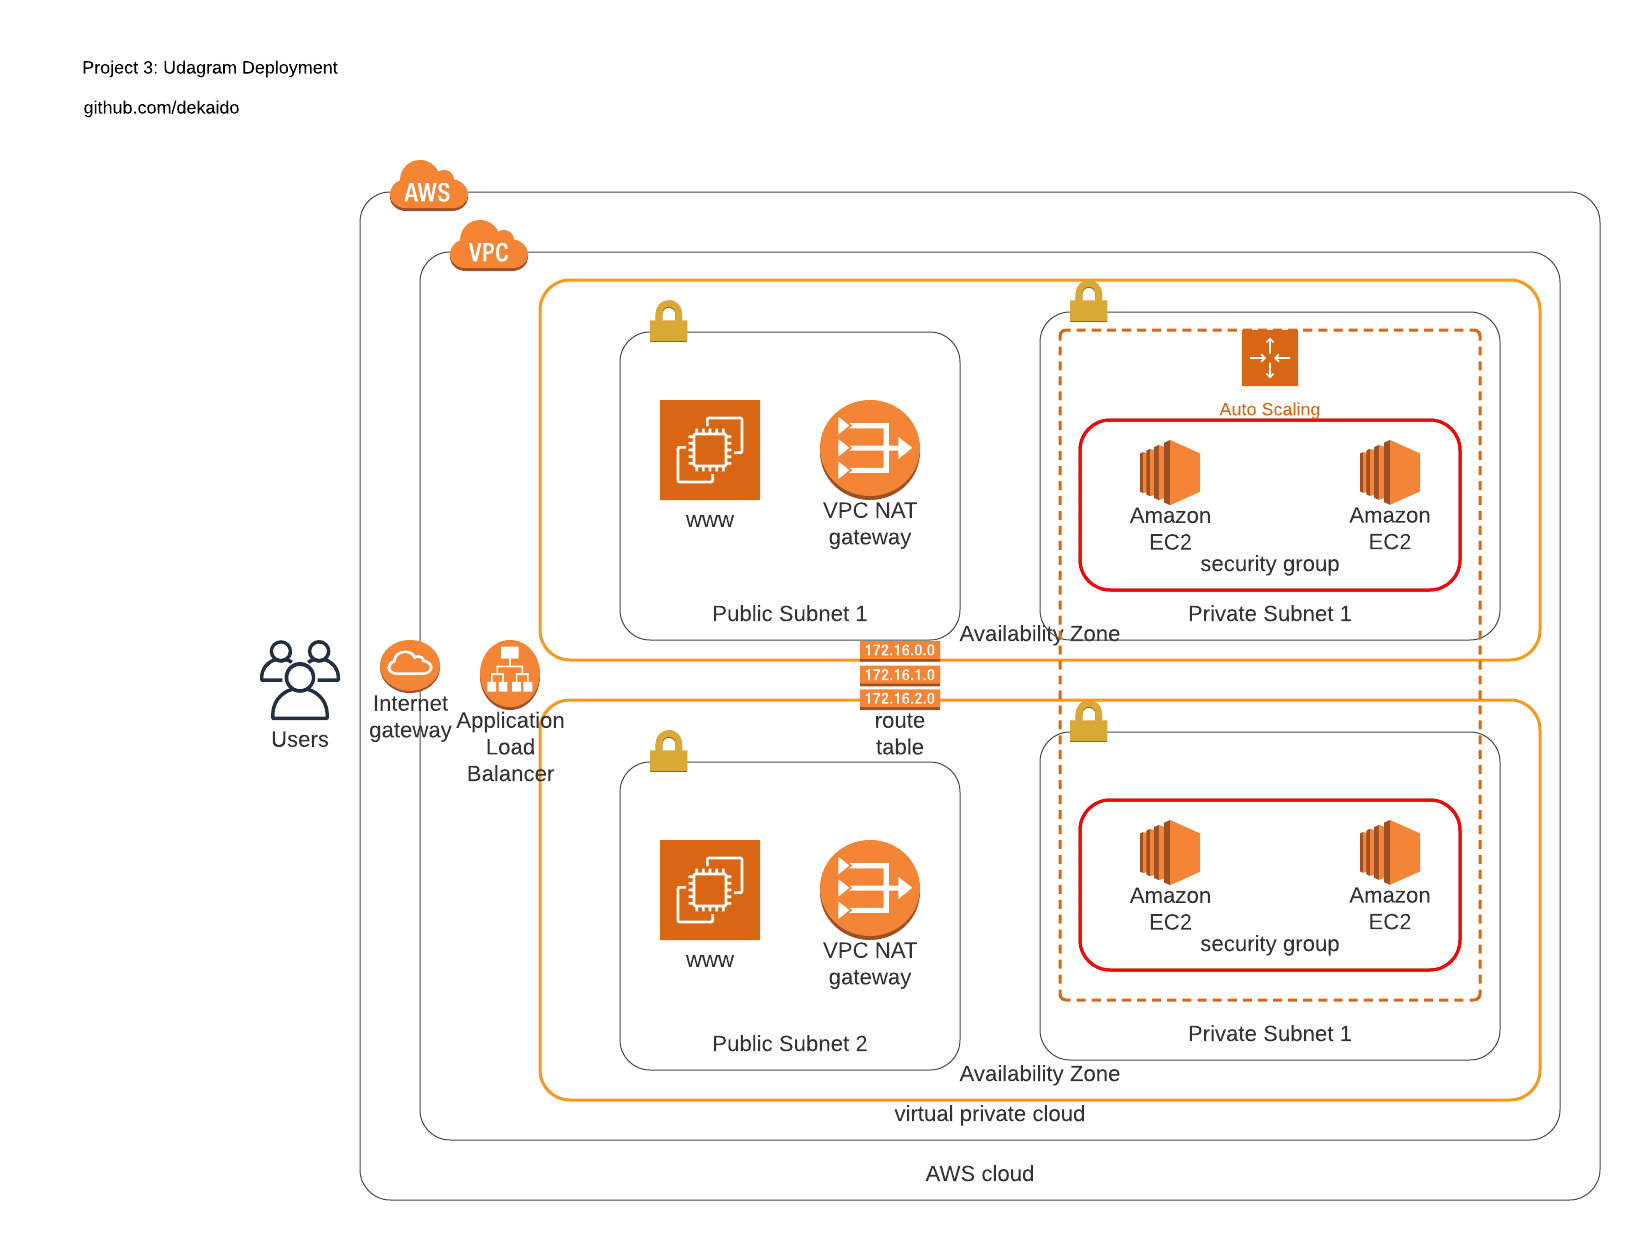 Project 3: Udagram Deployment
github.com/dekaido
AWS
VPC
Auto Scaling
www
VPC NAT
gateway
Amazon
EC2
Amazon
EC2
security group
Public Subnet 1
Private Subnet 1
Availability Zone
172.16.0.0
172.16.1.0
172.16.2.0
route
table
Users
Internet
gateway
Application
Load
Balancer
www
VPC NAT
gateway
Amazon
EC2
Amazon
EC2
security group
Public Subnet 2
Private Subnet 1
Availability Zone
virtual private cloud
AWS cloud